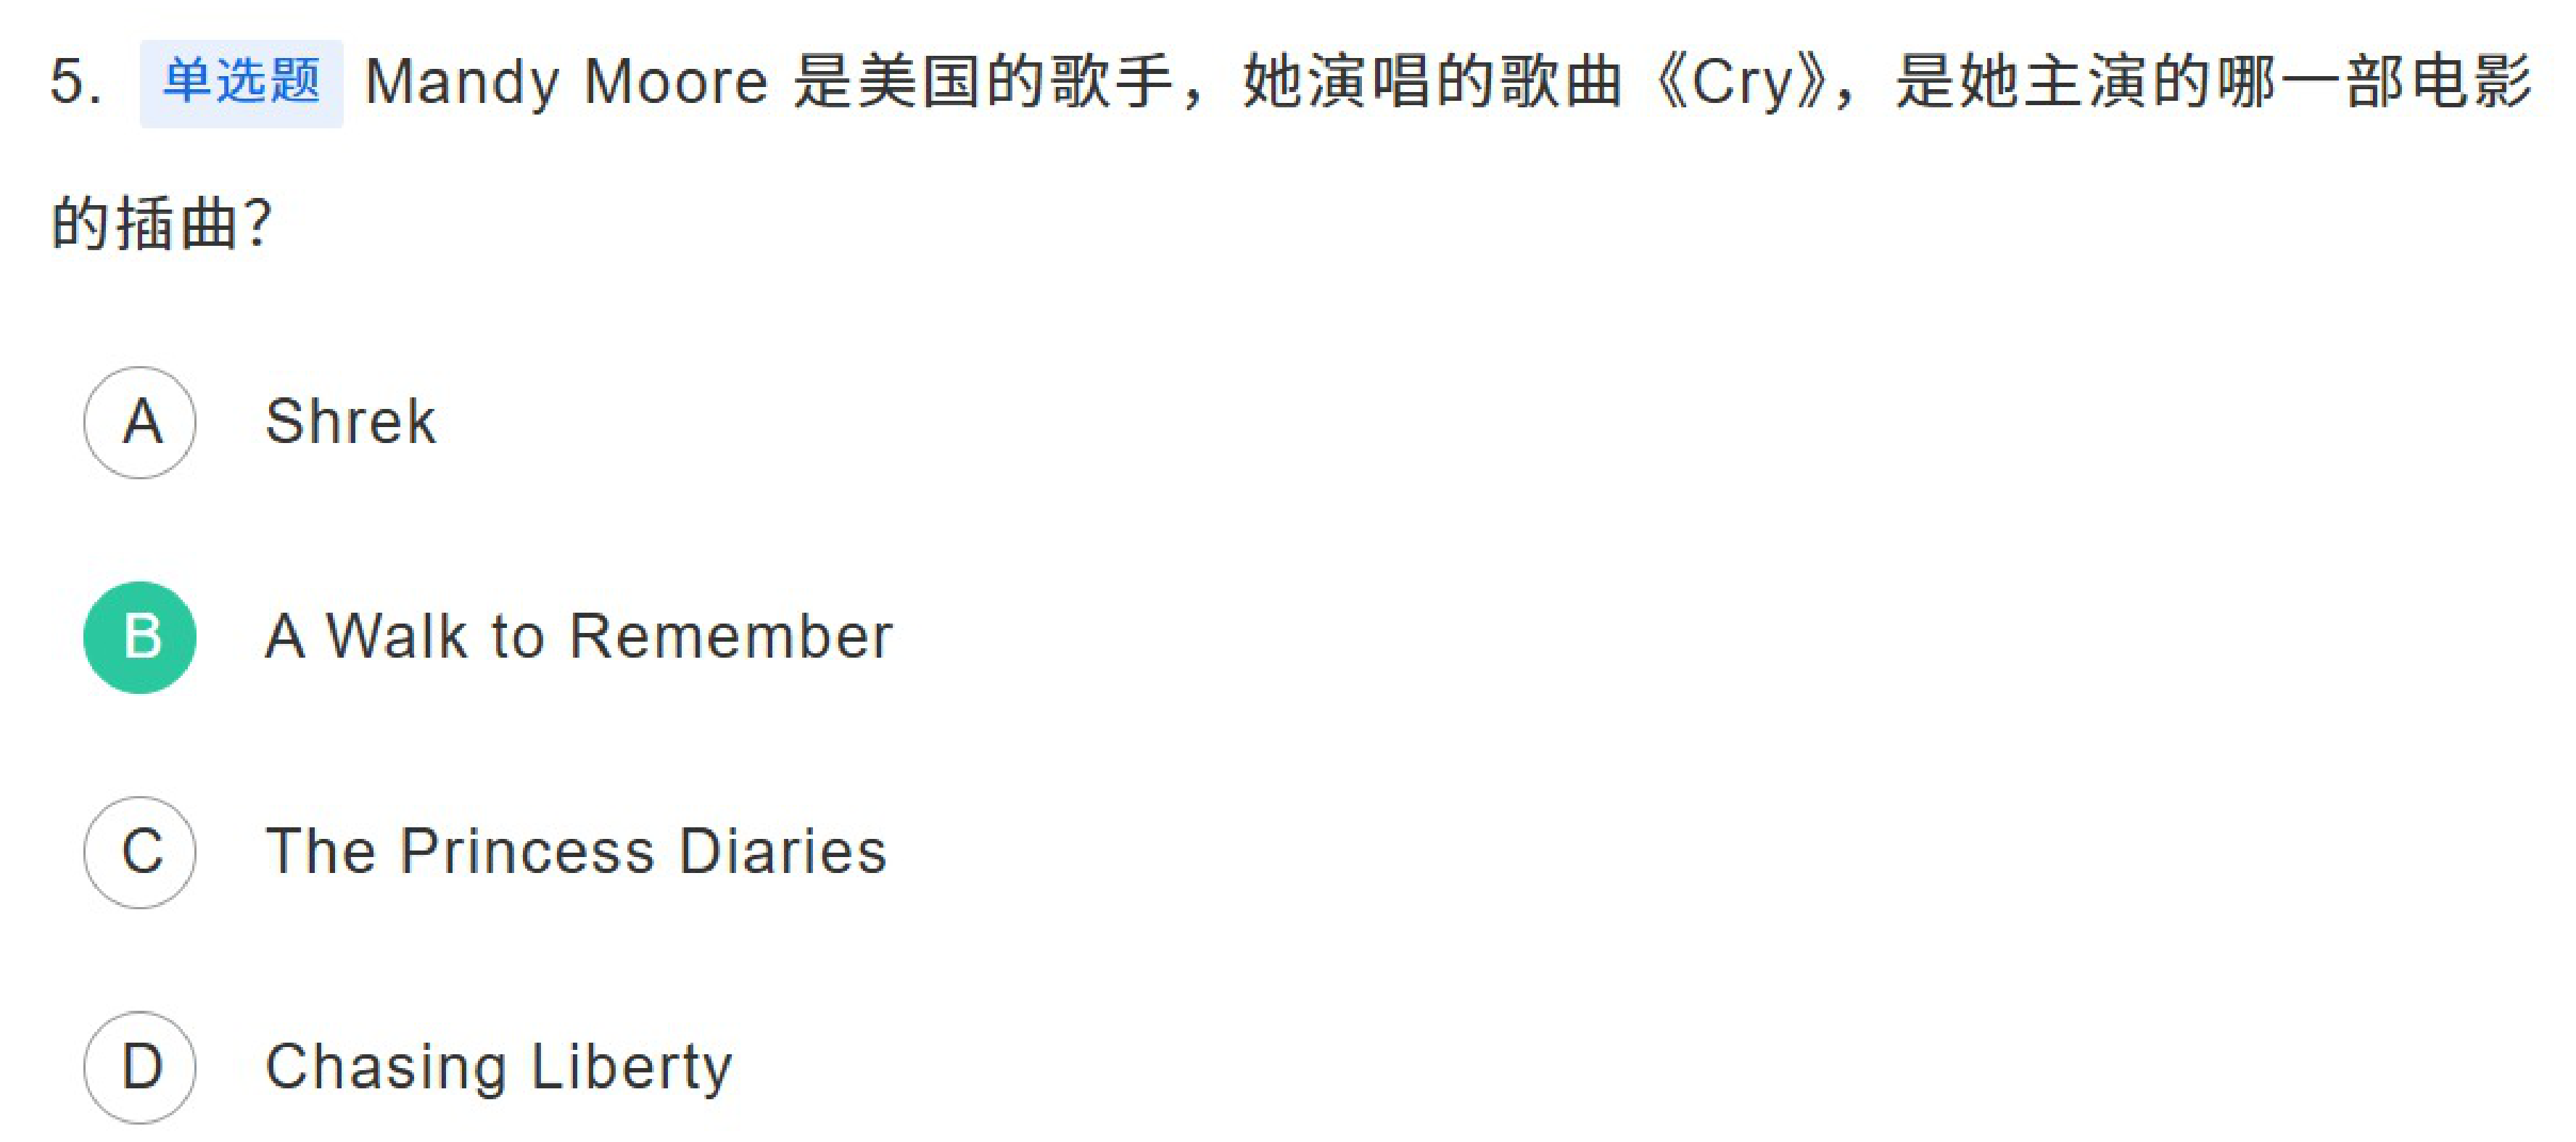 5. 单选题 Mandy Moore 是美国的歌手，她演唱的歌曲《Cry》，是她主演的哪一部电影
的插曲？
A Shrek
B A Walk to Remember
C The Princess Diaries
D Chasing Liberty